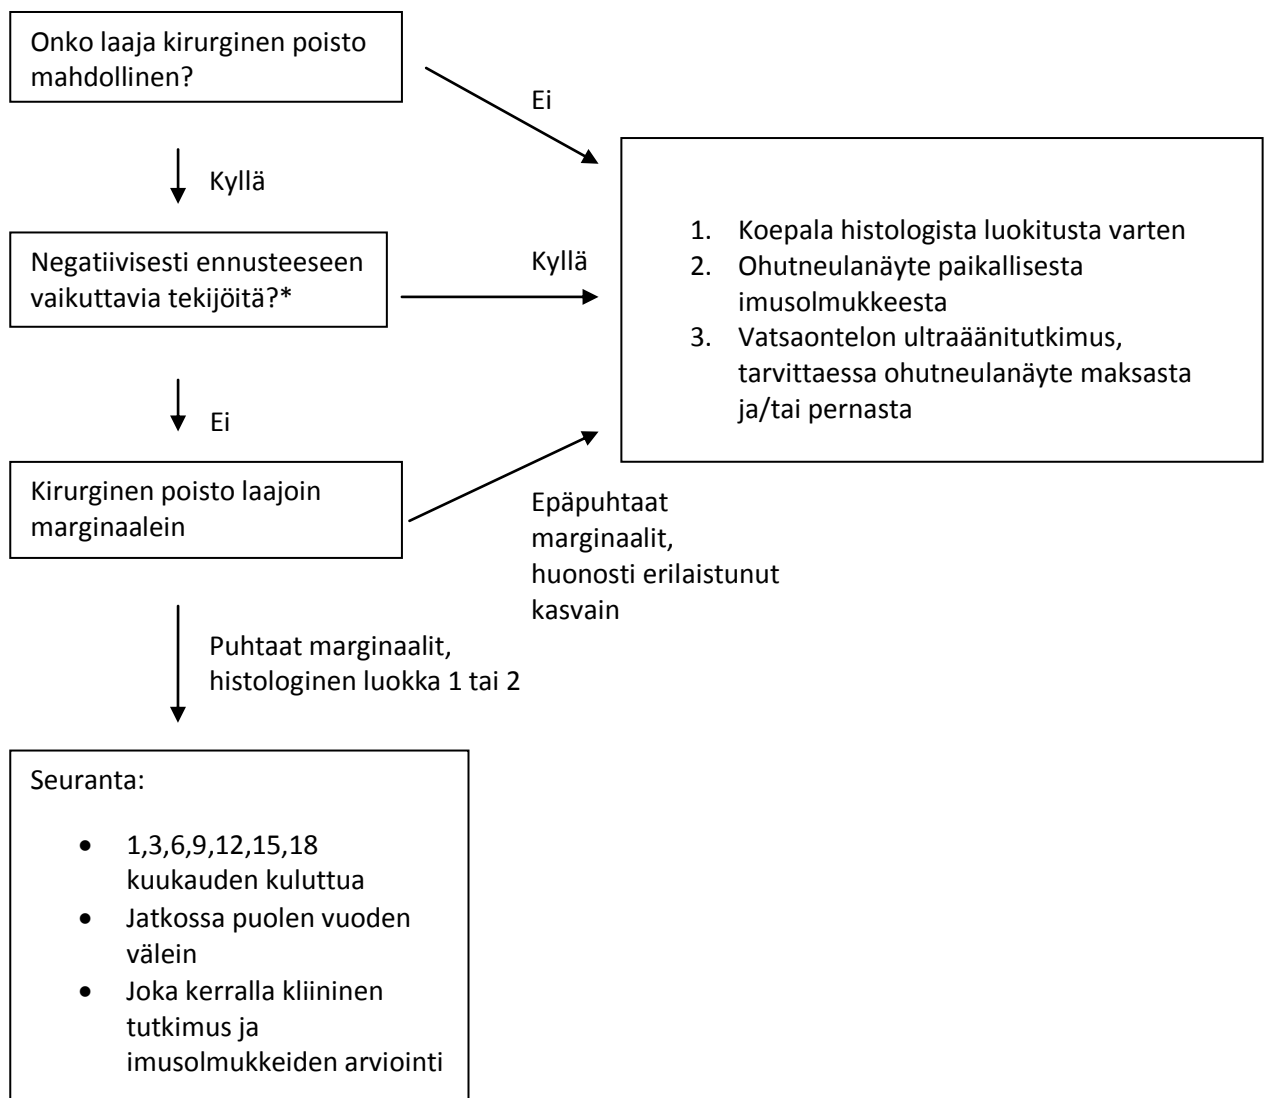 Onko laaja kirurginen poisto
mahdollinen?
Ei
Kyllä
Negatiivisesti ennusteeseen
vaikuttavia tekijöitä?*
Kyllä
1. Koepala histologista luokitusta varten
2. Ohutneulanäyte paikallisesta
imusolmukkeesta
3. Vatsaontelon ultraäänitutkimus,
tarvittaessa ohutneulanäyte maksasta
ja/tai pernasta
Ei
Kirurginen poisto laajoin
marginaalein
Epäpuhtaat
marginaalit,
huonosti erilaistunut
kasvain
Puhtaat marginaalit,
histologinen luokka 1 tai 2
Seuranta:
• 1,3,6,9,12,15,18
kuukauden kuluttua
• Jatkossa puolen vuoden
välein
• Joka kerralla kliininen
tutkimus ja
imusolmukkeiden arviointi